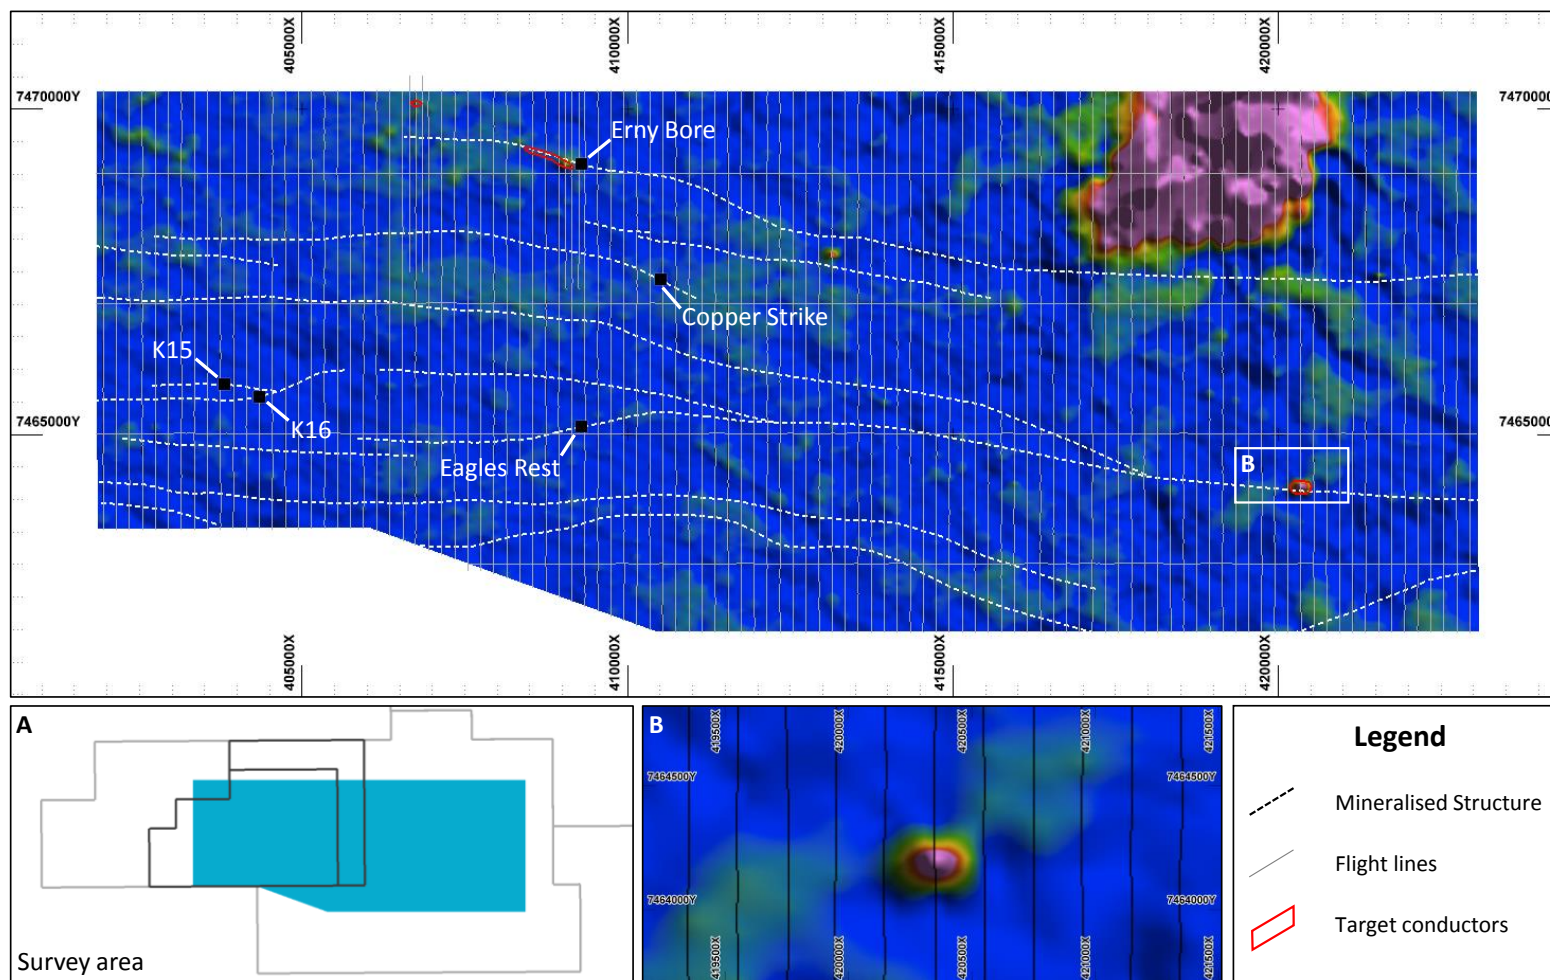 405000X
410000X
415000X
420000X
7470000Y
7470000
Erny Bore
Copper Strike
K15
K16
7465000Y
7465000
Eagles Rest
B
405000X
410000X
415000X
420000X
A
Survey area
B
419500X
420000X
420500X
421000X
421500X
7464500Y
7464500Y
7464000Y
7464000Y
419500X
420000X
420500X
421000X
421500X
Legend
Mineralised Structure
Flight lines
Target conductors